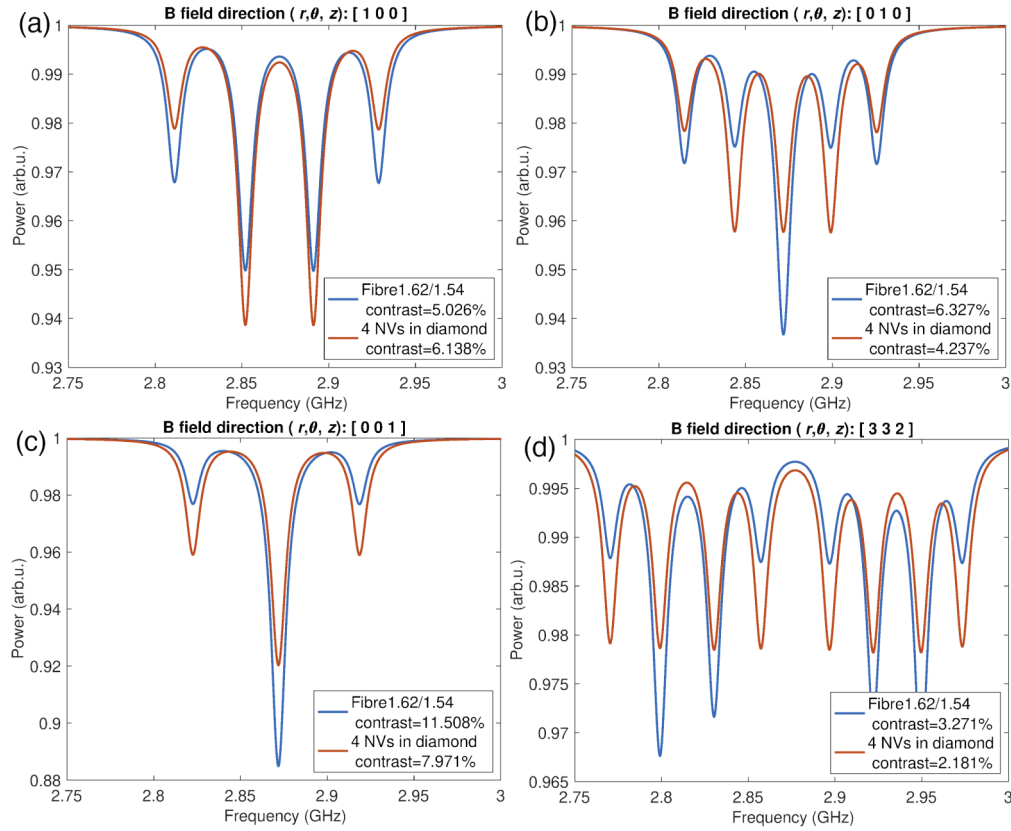 (a)
B field direction ( r,θ, z): [ 1 0 0 ]
1
0.99
0.98
0.97
0.96
0.95
0.94
0.93
Power (arb.u.)
2.75
2.8
2.85
2.9
2.95
3
Frequency (GHz)
Fibre1.62/1.54
contrast=5.026%
4 NVs in diamond
contrast=6.138%
(b)
B field direction ( r,θ, z): [ 0 1 0 ]
1
0.99
0.98
0.97
0.96
0.95
0.94
0.93
Power (arb.u.)
2.75
2.8
2.85
2.9
2.95
3
Frequency (GHz)
Fibre1.62/1.54
contrast=6.327%
4 NVs in diamond
contrast=4.237%
(c)
B field direction ( r,θ, z): [ 0 0 1 ]
1
0.98
0.96
0.94
0.92
0.9
0.88
Power (arb.u.)
2.75
2.8
2.85
2.9
2.95
3
Frequency (GHz)
Fibre1.62/1.54
contrast=11.508%
4 NVs in diamond
contrast=7.971%
(d)
B field direction ( r,θ, z): [ 3 3 2 ]
1
0.995
0.99
0.985
0.98
0.975
0.97
0.965
Power (arb.u.)
2.75
2.8
2.85
2.9
2.95
3
Frequency (GHz)
Fibre1.62/1.54
contrast=3.271%
4 NVs in diamond
contrast=2.181%